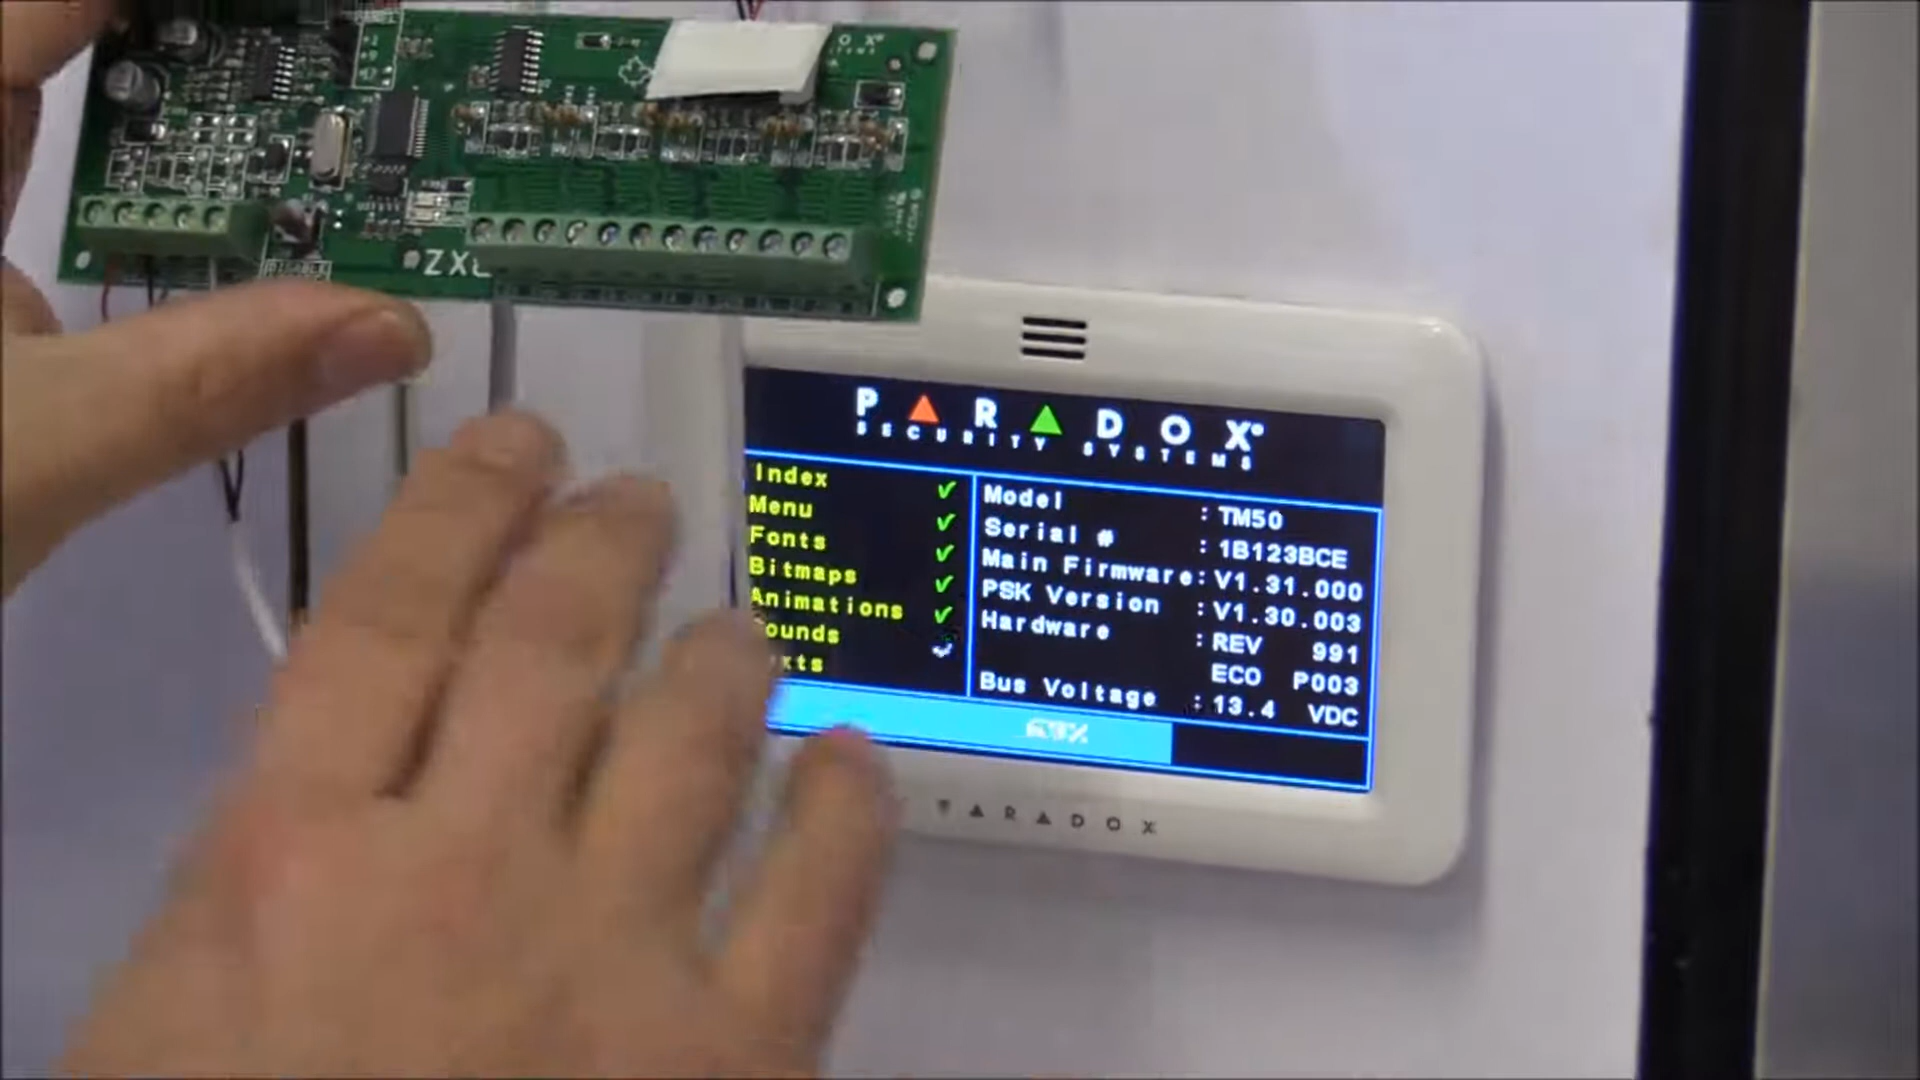 PARADOX
SECURITY SYSTEMS
Index
Menu
Fonts
Bitmaps
Animations
Model : TM50
Serial # : 1B123BCE
Main Firmware: V1.31.000
PSK Version : V1.30.003
Hardware : REV 991
ECO P003
Bus Voltage : 13.4 VDC
ARADOX